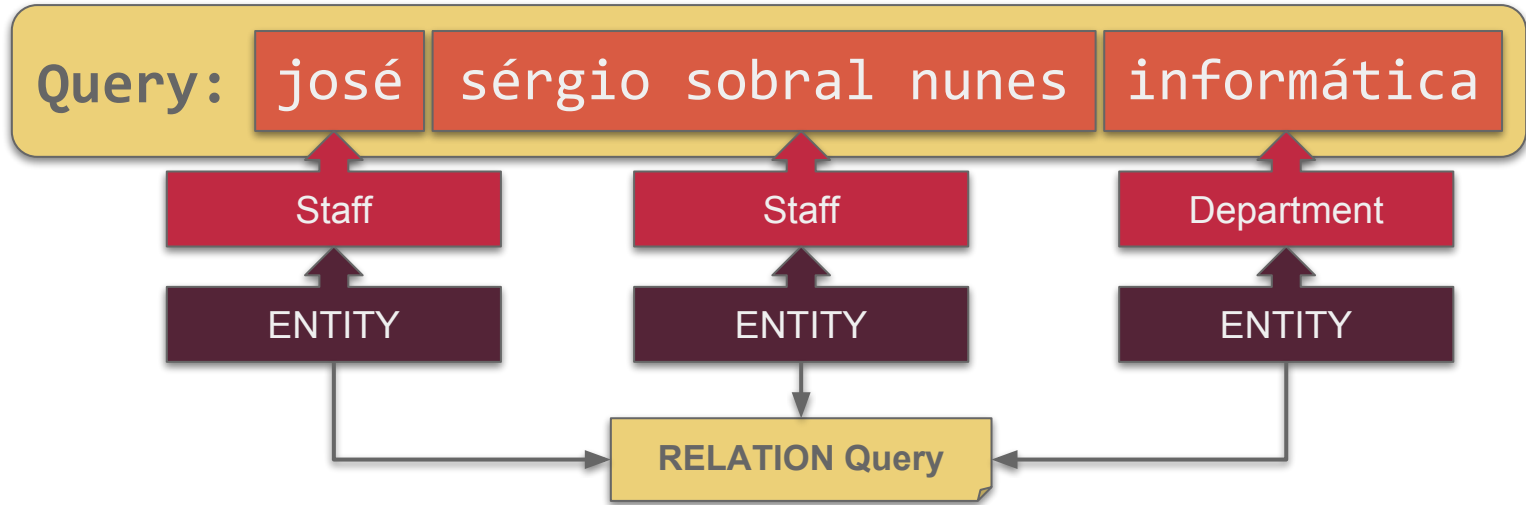 Query: josé sérgio sobral nunes informática
Staff Staff Department
ENTITY ENTITY ENTITY
RELATION Query